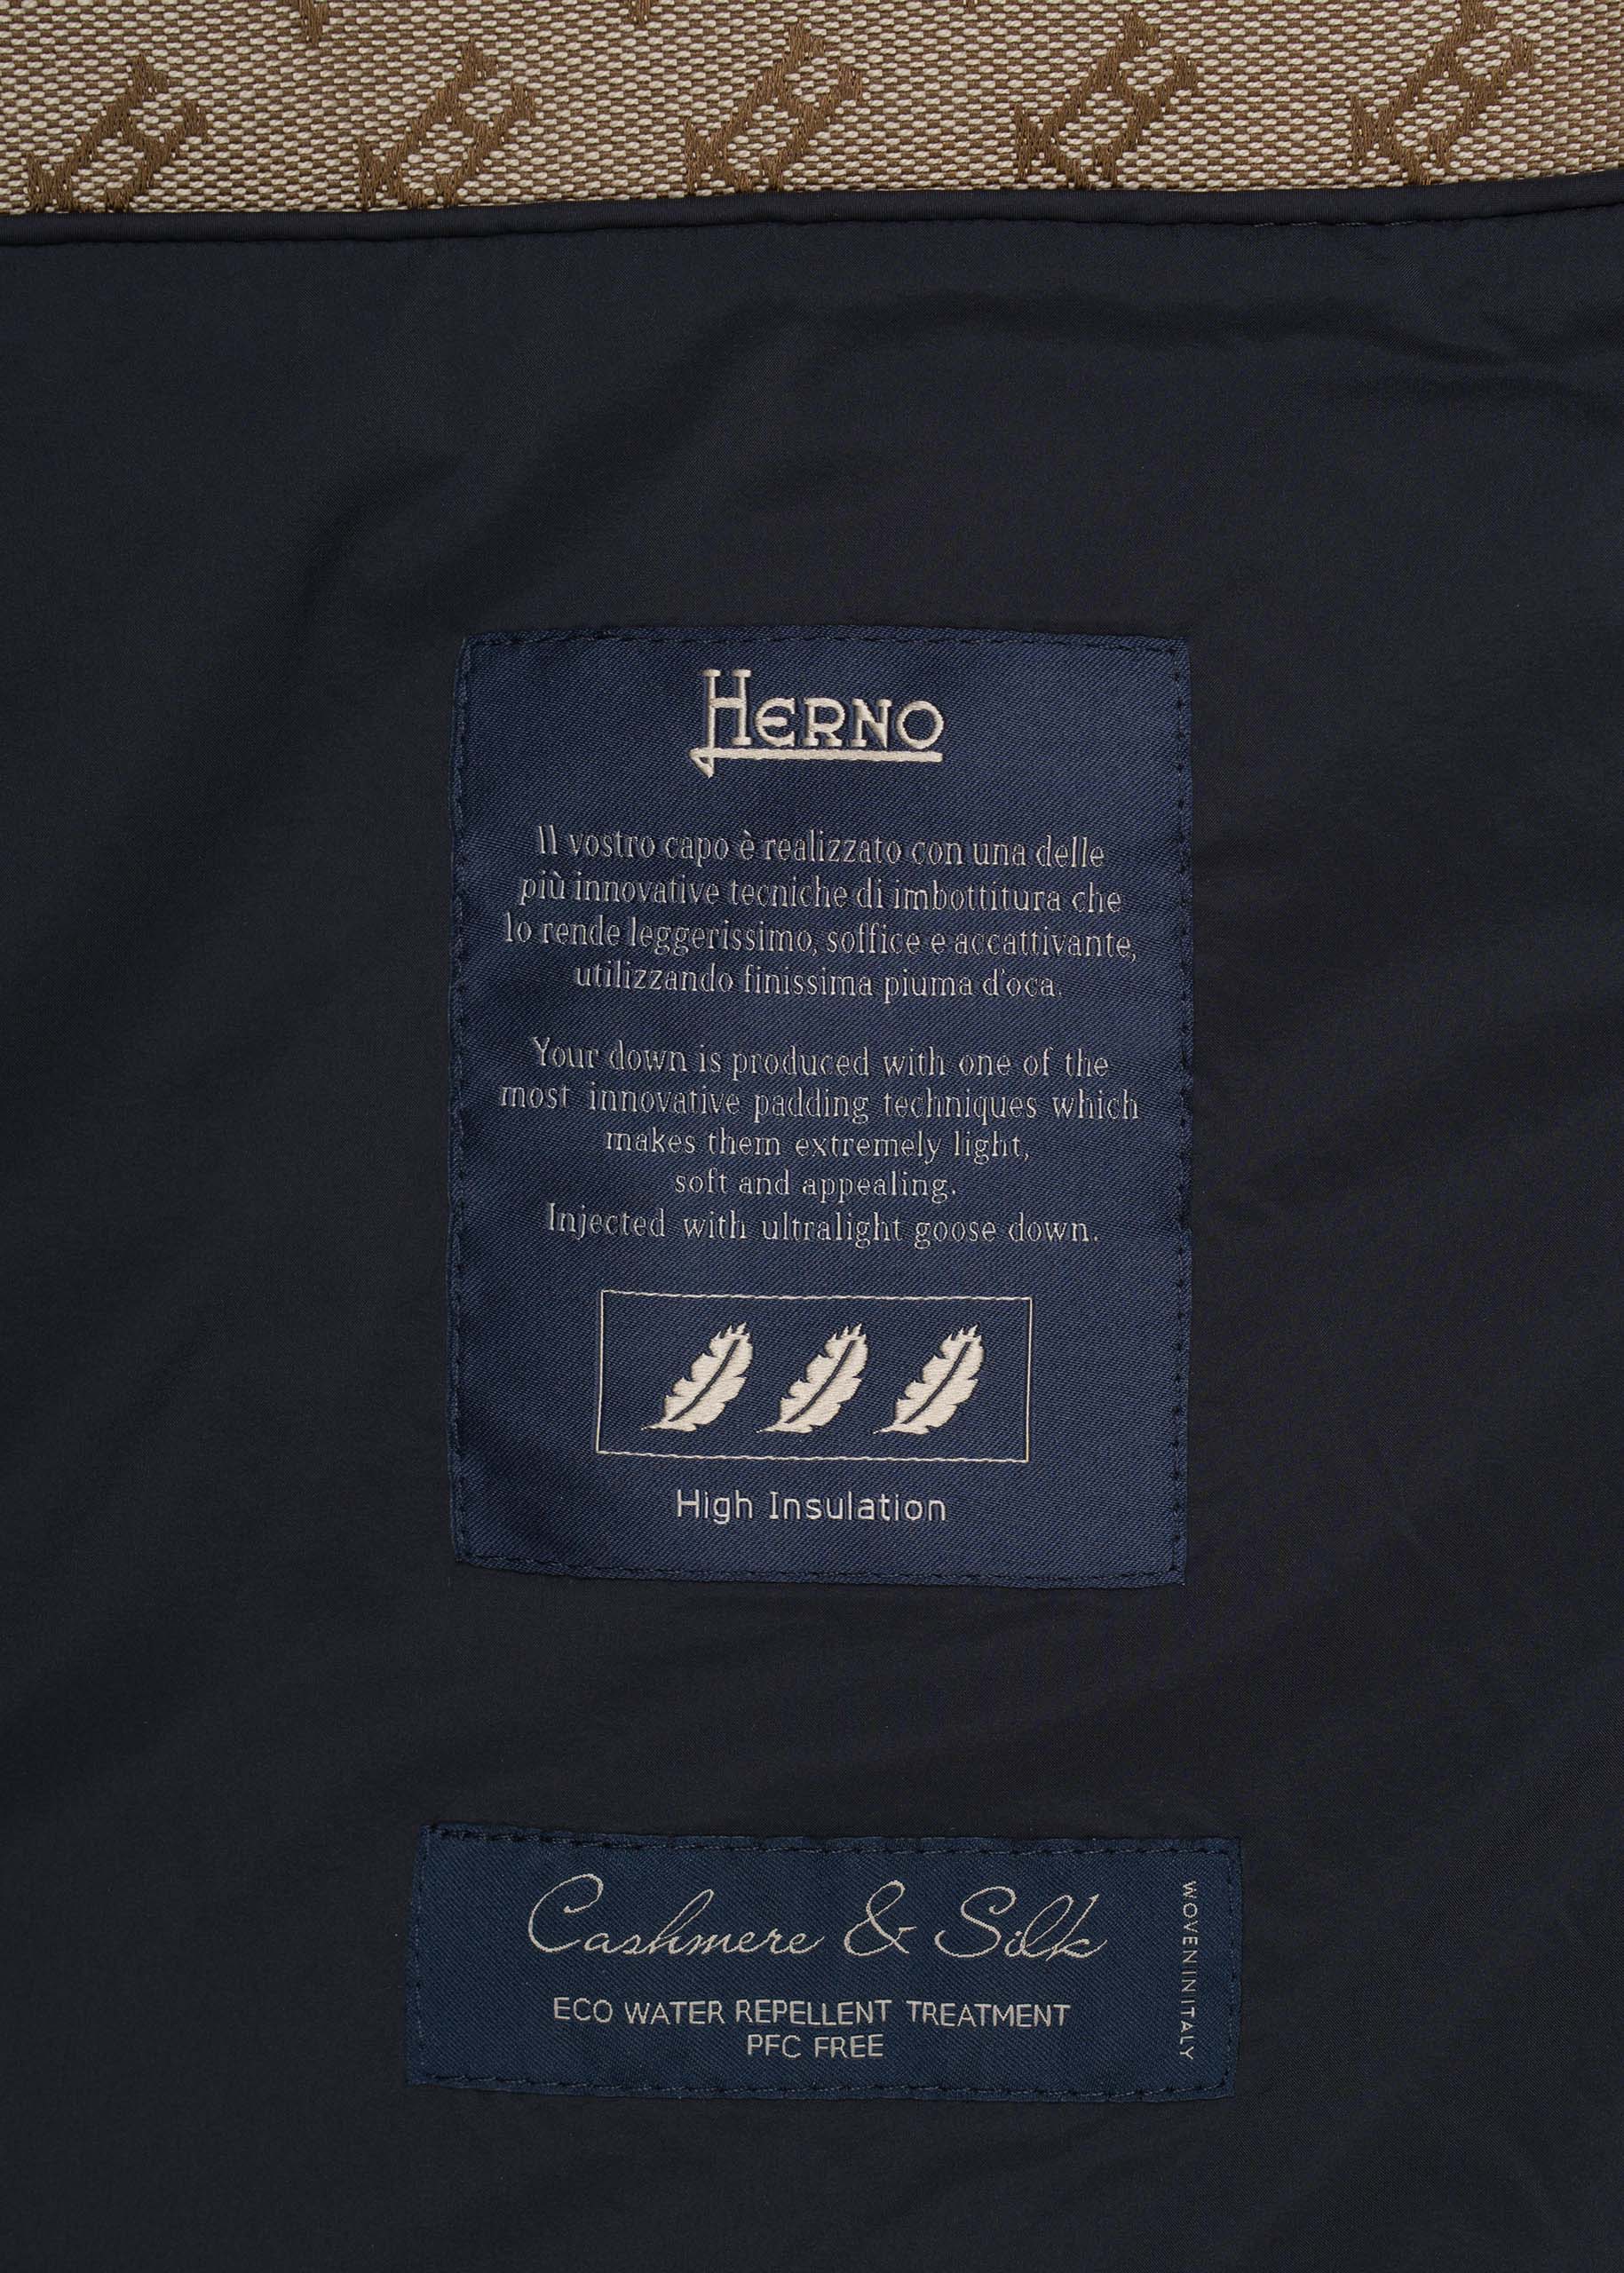 HERNO
Il vostro capo è realizzato con una delle
più innovative tecniche di imbottitura che
lo rende leggerissimo, soffice e accattivante,
utilizzando finissima piuma d'oca.
Your down is produced with one of the
most innovative padding techniques which
makes them extremely light,
soft and appealing.
Injected with ultralight goose down.
High Insulation
Cashmere & Silk
ECO WATER REPELLENT TREATMENT
PFC FREE
WOVEN IN ITALY